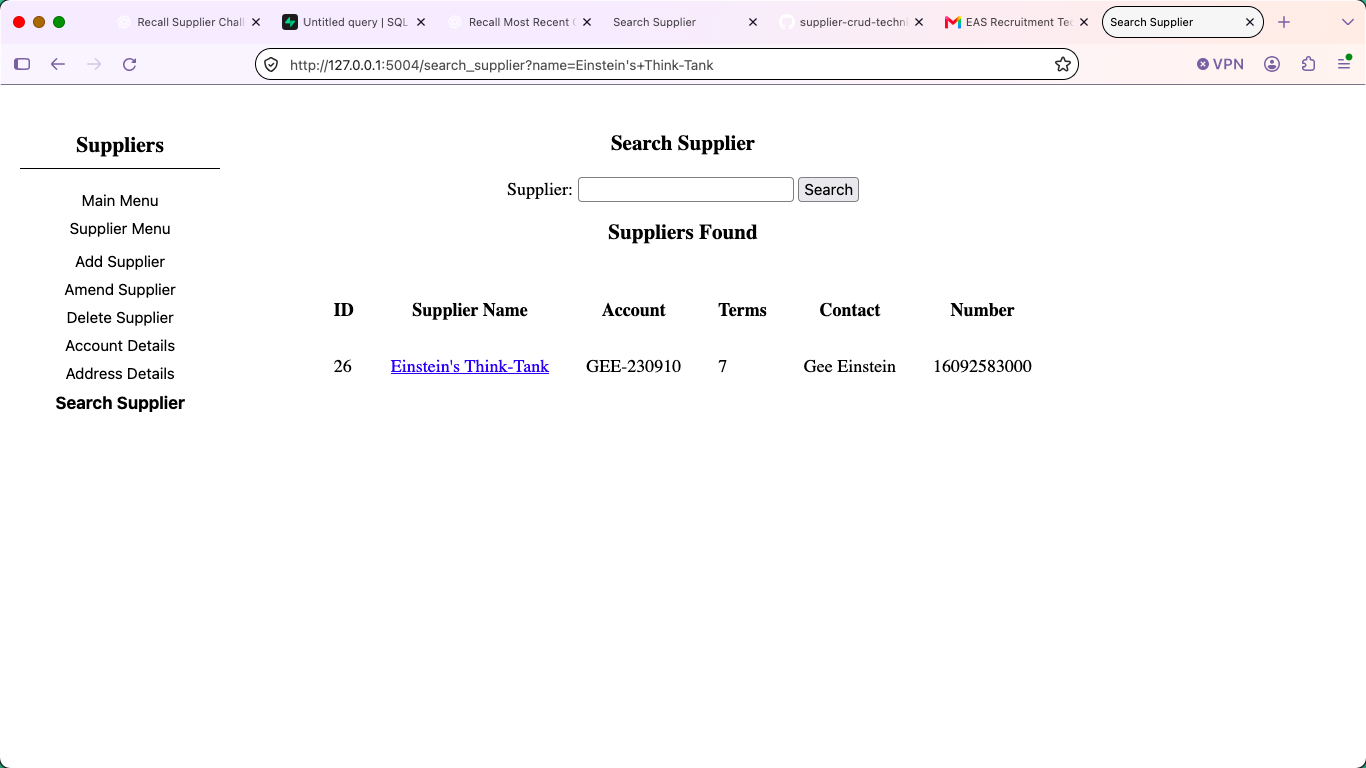 Recall Supplier Chall
Untitled query | SQL
Recall Most Recent
Search Supplier
supplier-crud-techni
EAS Recruitment Tec
Search Supplier
http://127.0.0.1:5004/search_supplier?name=Einstein's+Think-Tank
VPN
Suppliers
Main Menu
Supplier Menu
Add Supplier
Amend Supplier
Delete Supplier
Account Details
Address Details
Search Supplier
Search Supplier
Supplier: Search
Suppliers Found
ID Supplier Name Account Terms Contact Number
26 Einstein's Think-Tank GEE-230910 7 Gee Einstein 16092583000